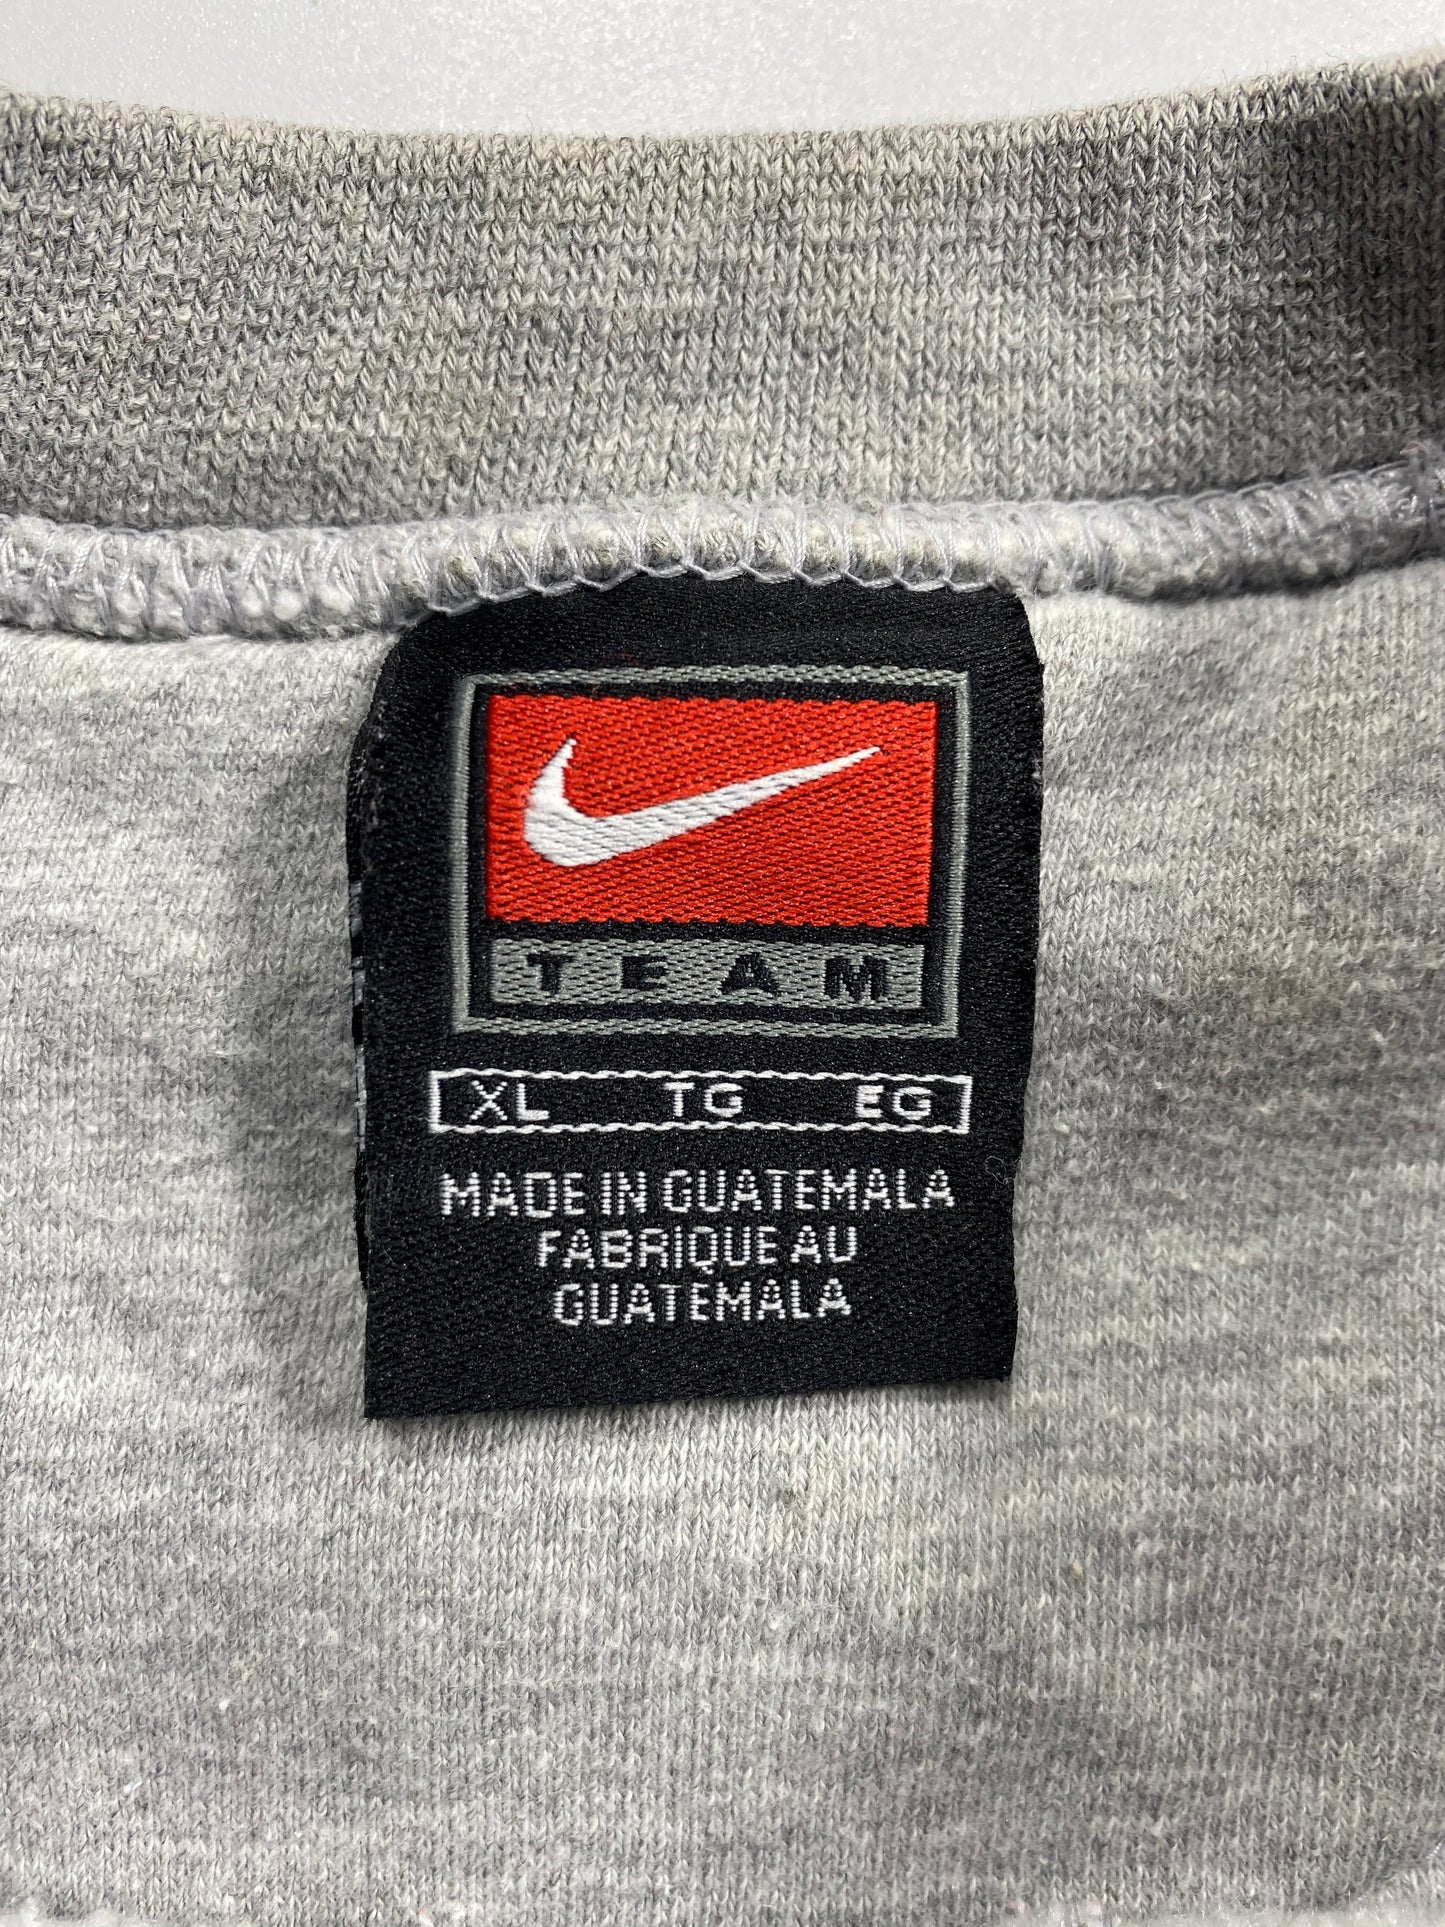 TEAM
XL TG EG
MADE IN GUATEMALA
FABRIQUE AU
GUATEMALA